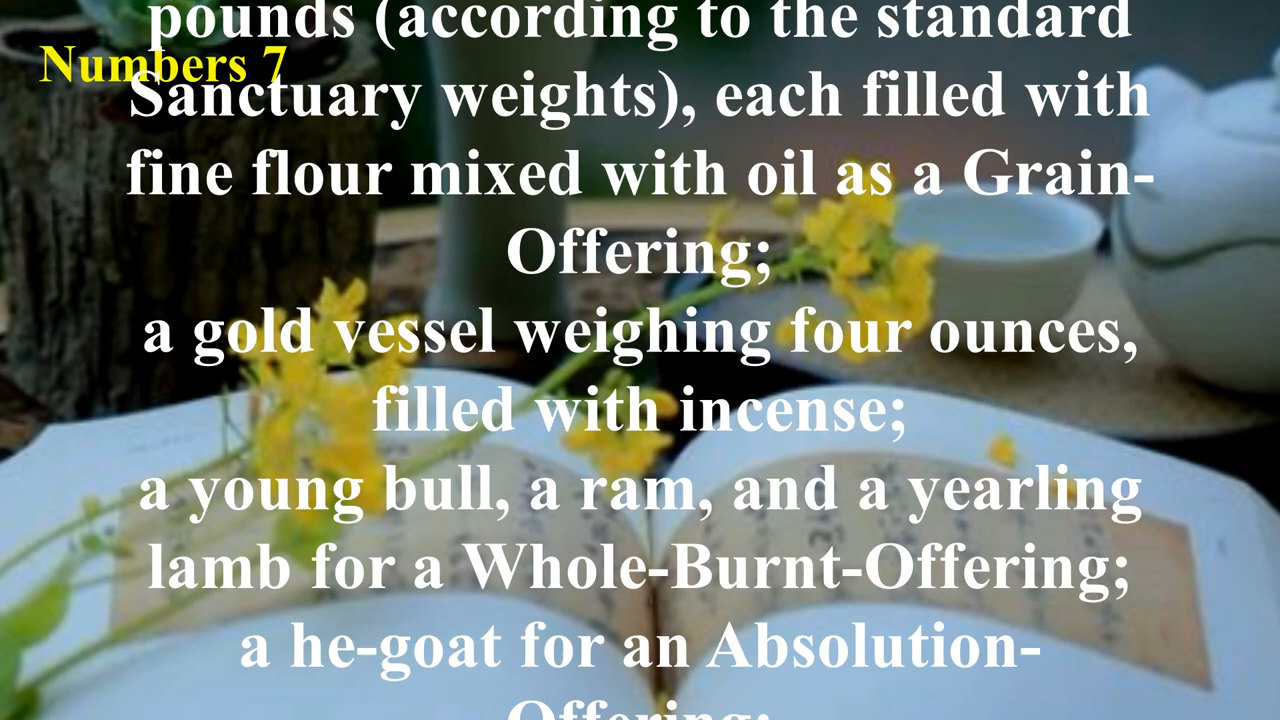 pounds (according to the standard
Numbers 7
Sanctuary weights), each filled with
fine flour mixed with oil as a Grain-
Offering;
a gold vessel weighing four ounces,
filled with incense;
a young bull, a ram, and a yearling
lamb for a Whole-Burnt-Offering;
a he-goat for an Absolution-
Offering;